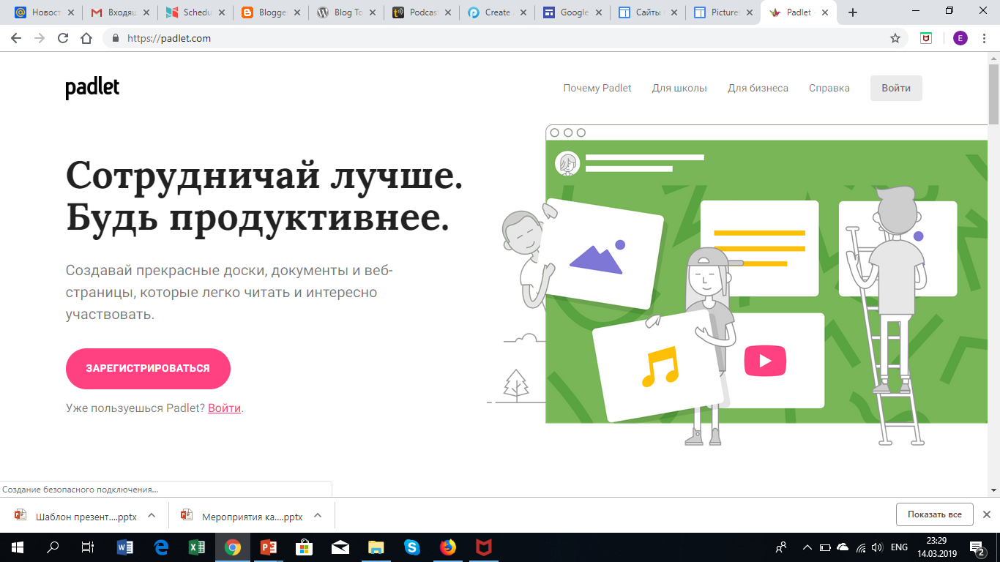 Новост
Входящ
Schedu
Blogge
Blog To
Podcas
Create
Google
Сайты
Picture
Padlet
https://padlet.com
E
padlet
Почему Padlet
Для школы
Для бизнеса
Справка
Войти
Сотрудничай лучше.
Будь продуктивнее.
Создавай прекрасные доски, документы и веб-
страницы, которые легко читать и интересно
участвовать.
ЗАРЕГИСТРИРОВАТЬСЯ
Уже пользуешься Padlet? Войти.
Создание безопасного подключения...
Шаблон презент....pptx
Мероприятия ка....pptx
Показать все
ENG
23:29
14.03.2019
2